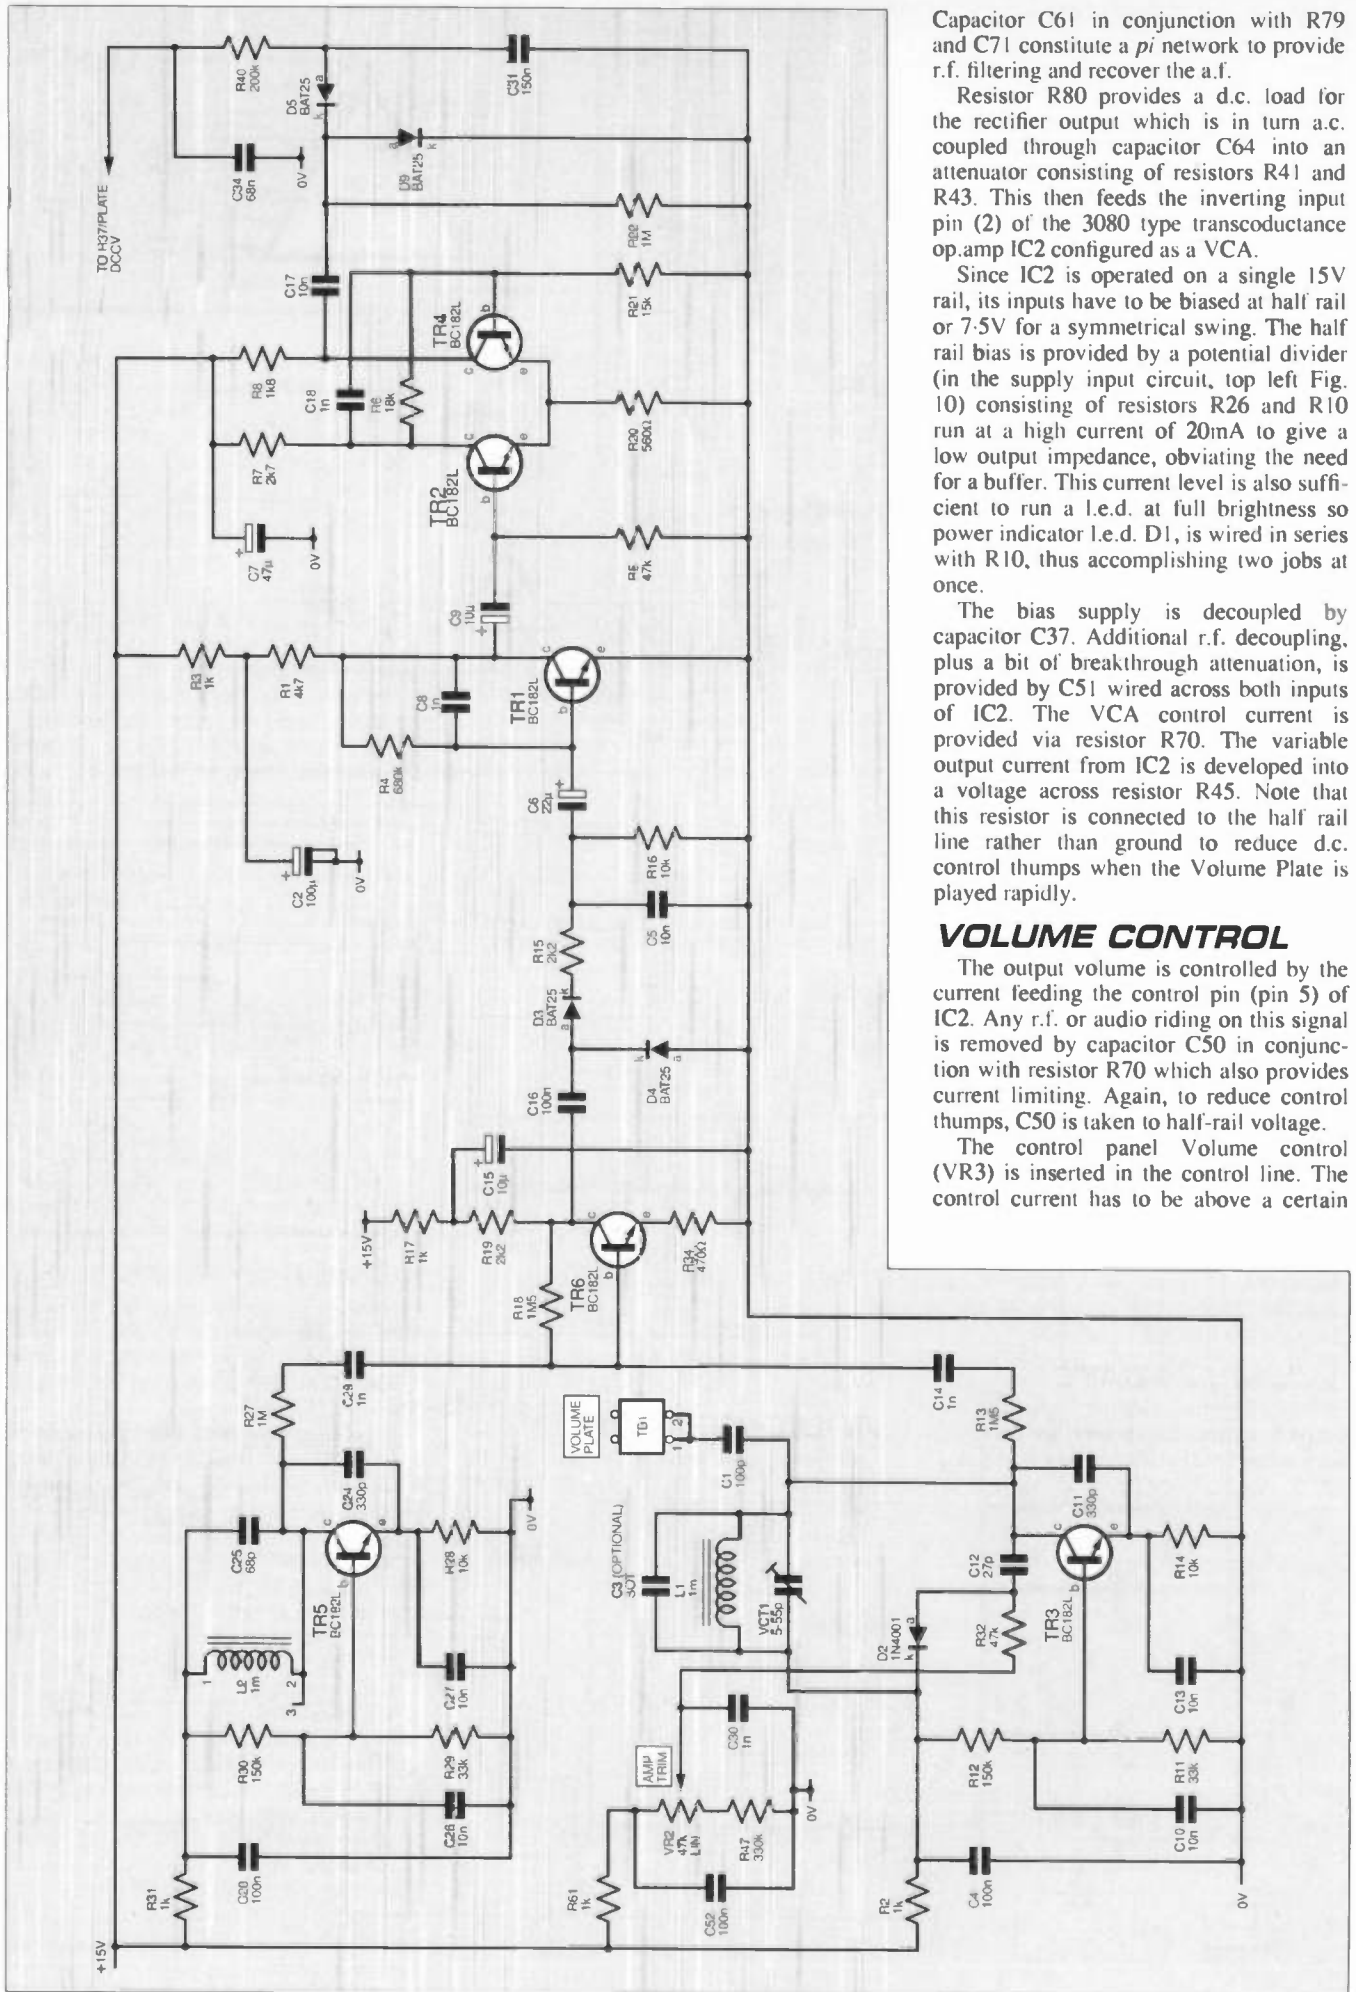 Capacitor C61 in conjunction with R79
and C71 constitute a pi network to provide
r.f. filtering and recover the a.f.
Resistor R80 provides a d.c. load for
the rectifier output which is in turn a.c.
coupled through capacitor C64 into an
attenuator consisting of resistors R41 and
R43. This then feeds the inverting input
pin (2) of the 3080 type transcoductance
op.amp IC2 configured as a VCA.
Since IC2 is operated on a single 15V
rail, its inputs have to be biased at half rail
or 7·5V for a symmetrical swing. The half
rail bias is provided by a potential divider
(in the supply input circuit, top left Fig.
10) consisting of resistors R26 and R10
run at a high current of 20mA to give a
low output impedance, obviating the need
for a buffer. This current level is also suffi-
cient to run a l.e.d. at full brightness so
power indicator l.e.d. D1, is wired in series
with R10, thus accomplishing two jobs at
once.
The bias supply is decoupled by
capacitor C37. Additional r.f. decoupling,
plus a bit of breakthrough attenuation, is
provided by C51 wired across both inputs
of IC2. The VCA control current is
provided via resistor R70. The variable
output current from IC2 is developed into
a voltage across resistor R45. Note that
this resistor is connected to the half rail
line rather than ground to reduce d.c.
control thumps when the Volume Plate is
played rapidly.
VOLUME CONTROL
The output volume is controlled by the
current feeding the control pin (pin 5) of
IC2. Any r.f. or audio riding on this signal
is removed by capacitor C50 in conjunc-
tion with resistor R70 which also provides
current limiting. Again, to reduce control
thumps, C50 is taken to half-rail voltage.
The control panel Volume control
(VR3) is inserted in the control line. The
control current has to be above a certain
TO R37/PLATE
DCCV
R40
200k
D5
BAT25
a
k
C31
150n
C34
68n
0V
D9
BAT25
a
k
R22
1M
C17
10n
R21
15k
TR4
BC182L
b
c
e
R8
1k8
C18
1n
R6
18k
R7
2k7
R20
560Ω
TR2
BC182L
b
c
e
C7
47µ
+
0V
R5
47k
C9
10µ
+
R3
1k
R1
4k7
C8
1n
TR1
BC182L
b
c
e
R4
680k
C2
100µ
+
0V
C6
22µ
+
R16
10k
C5
10n
R15
2k2
D3
BAT25
a
k
D4
BAT25
k
a
C16
100n
C15
10µ
+
+15V
R17
1k
R19
2k2
R18
1M5
TR6
BC182L
b
c
e
R34
470kΩ
R27
1M
C29
1n
C14
1n
R13
1M5
VOLUME
PLATE
TB1
1
2
C1
100p
C24
330p
C25
68p
TR5
BC182L
b
c
e
R28
10k
0V
C3 (OPTIONAL)
SOT
L1
1m
VCT1
5-55p
C11
330p
C12
27p
TR3
BC182L
b
c
e
R14
10k
L2
1m
1
2
3
C27
10n
D2
1N4001
a
k
R32
47k
C13
10n
R30
150k
R29
33k
C26
10n
C30
1n
AMP
TRIM
VR2
47k
LIN
R47
330k
0V
R12
150k
R11
33k
C10
10n
R31
1k
C28
100n
R61
1k
C52
100n
R2
1k
C4
100n
0V
+15V